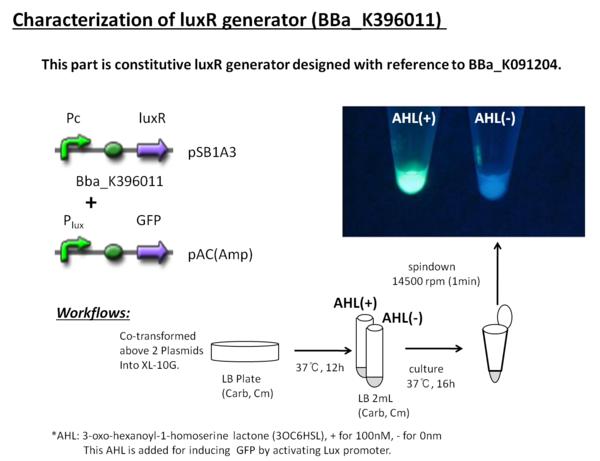 Characterization of luxR generator (BBa_K396011)
This part is constitutive luxR generator designed with reference to BBa_K091204.
Pc luxR
pSB1A3
Bba_K396011
+
Plux GFP
pAC(Amp)
AHL(+) AHL(-)
spindown
14500 rpm (1min)
Workflows:
Co-transformed
above 2 Plasmids
Into XL-10G.
LB Plate
(Carb, Cm)
37℃, 12h
AHL(+)
AHL(-)
LB 2mL
(Carb, Cm)
culture
37℃, 16h
*AHL: 3-oxo-hexanoyl-1-homoserine lactone (3OC6HSL), + for 100nM, - for 0nm
This AHL is added for inducing GFP by activating Lux promoter.